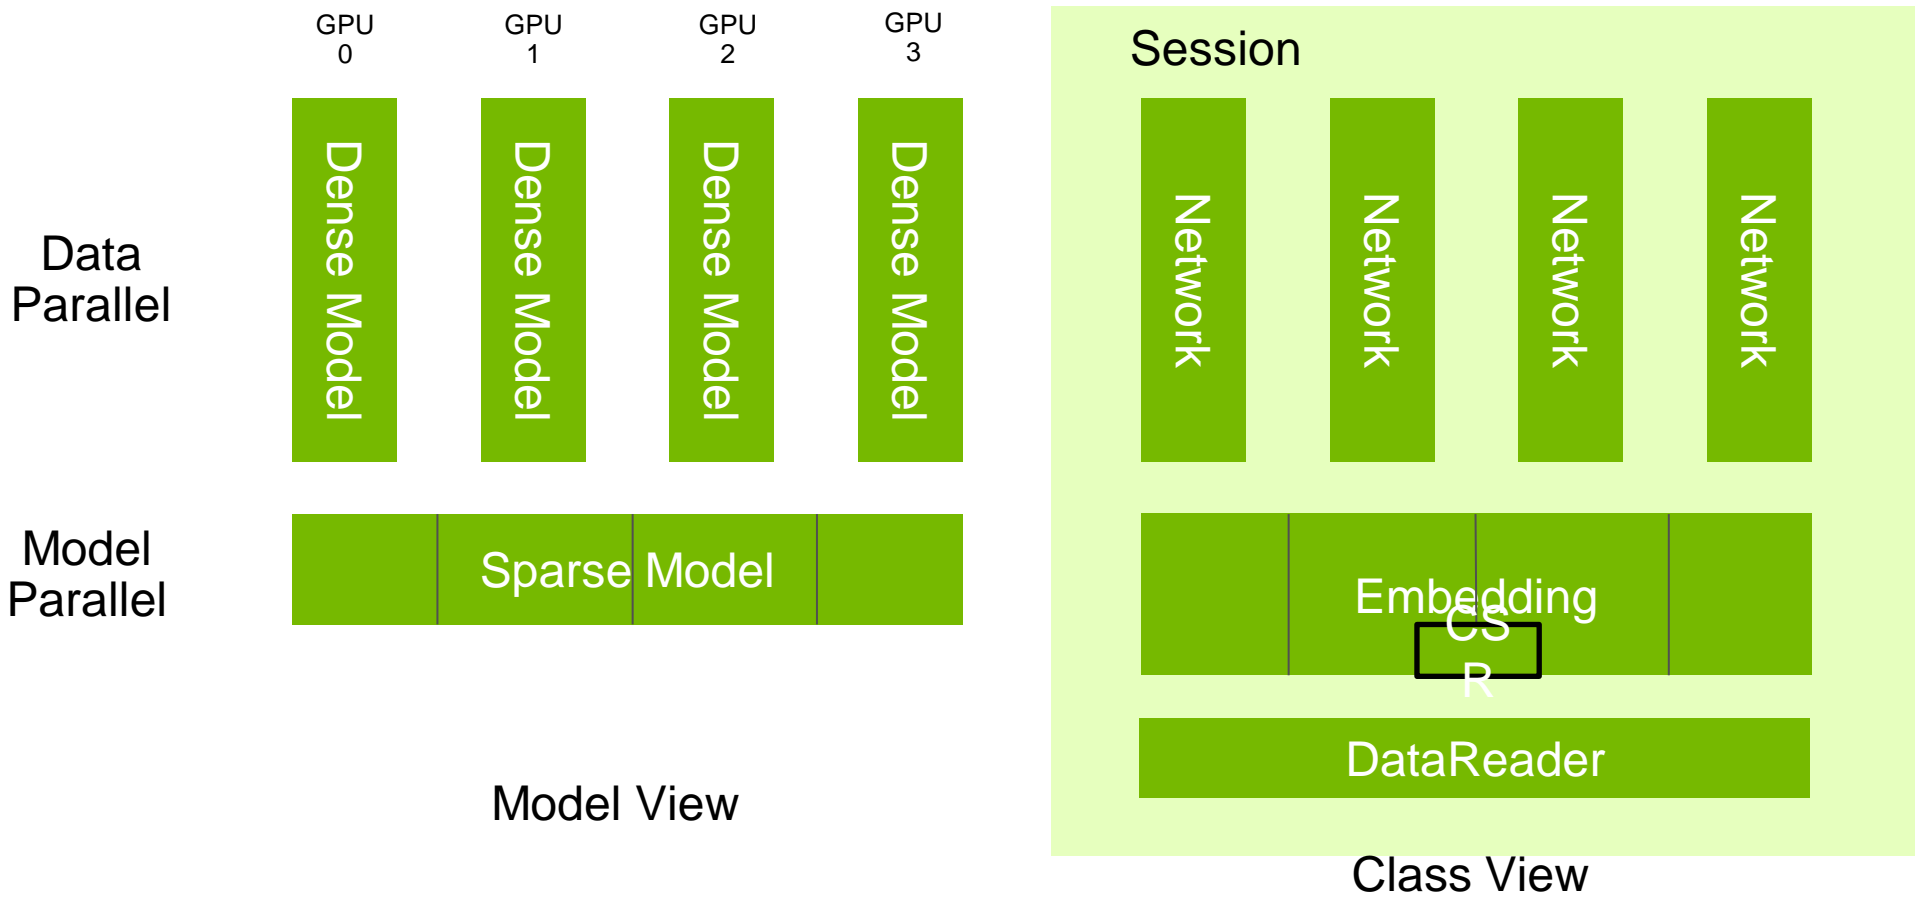 GPU
0
GPU
1
GPU
2
GPU
3
Data
Parallel
Dense Model
Dense Model
Dense Model
Dense Model
Model
Parallel
Sparse Model
Model View
Session
Network
Network
Network
Network
Embedding
CS
R
DataReader
Class View